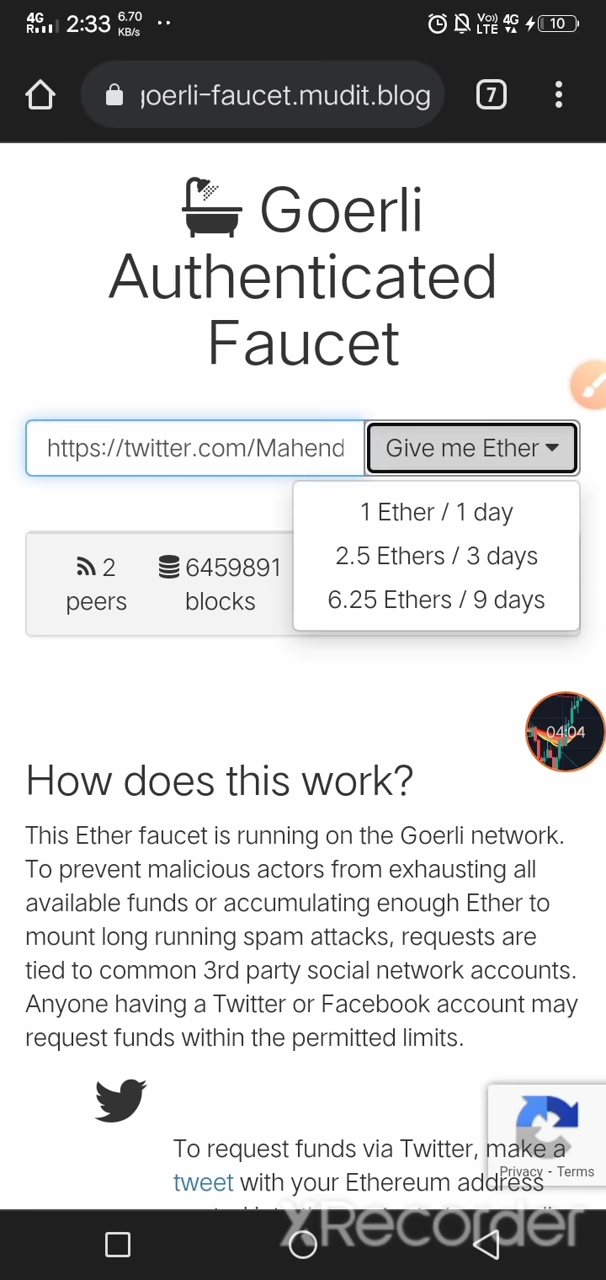 4G
R
2:33
6.70
KB/s
Vo))
LTE
4G
10
goerli-faucet.mudit.blog
7
Goerli
Authenticated
Faucet
https://twitter.com/Mahend
Give me Ether
1 Ether / 1 day
2.5 Ethers / 3 days
6.25 Ethers / 9 days
2
peers
6459891
blocks
04:04
How does this work?
This Ether faucet is running on the Goerli network.
To prevent malicious actors from exhausting all
available funds or accumulating enough Ether to
mount long running spam attacks, requests are
tied to common 3rd party social network accounts.
Anyone having a Twitter or Facebook account may
request funds within the permitted limits.
To request funds via Twitter, make a
tweet with your Ethereum address
Privacy - Terms
XRecorder